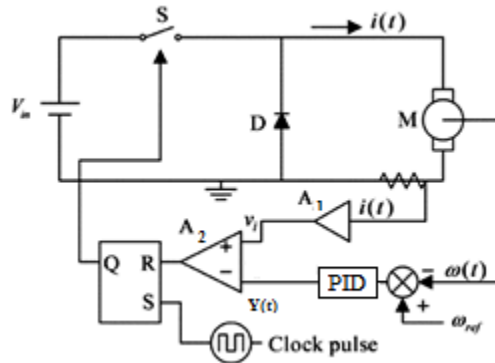 S
i(t)
V_in
D
M
A_1
i(t)
v_i
A_2
+
−
Q
R
S
Y(t)
PID
−
ω(t)
+
ω_ref
Clock pulse